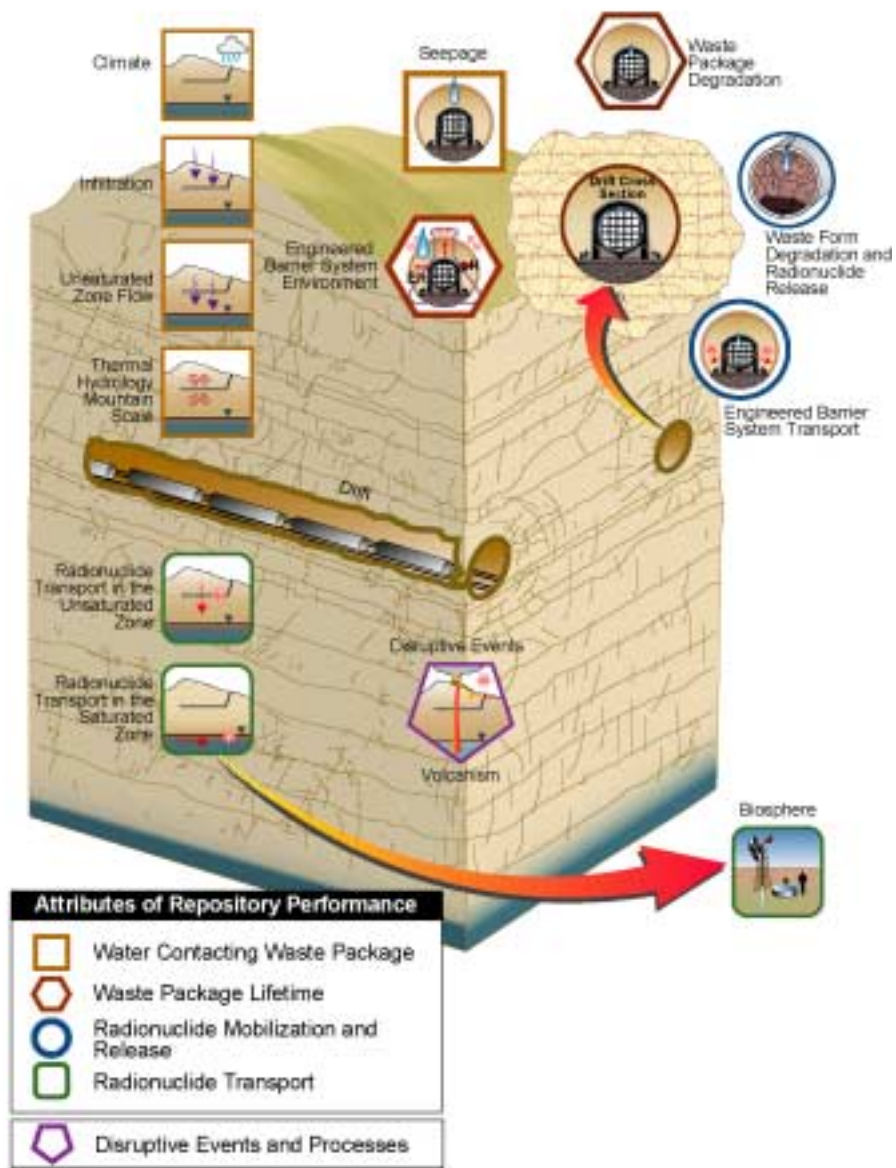 Climate
Seepage
Waste
Package
Degradation
Infiltration
Drift Cross
Section
Engineered
Barrier System
Environment
Waste Form
Degradation and
Radionuclide
Release
Unsaturated
Zone Flow
Thermal
Hydrology
Mountain
Scale
Engineered Barrier
System Transport
Drift
Radionuclide
Transport in the
Unsaturated
Zone
Disruptive Events
Radionuclide
Transport in the
Saturated
Zone
Volcanism
Biosphere
Attributes of Repository Performance
Water Contacting Waste Package
Waste Package Lifetime
Radionuclide Mobilization and
Release
Radionuclide Transport
Disruptive Events and Processes